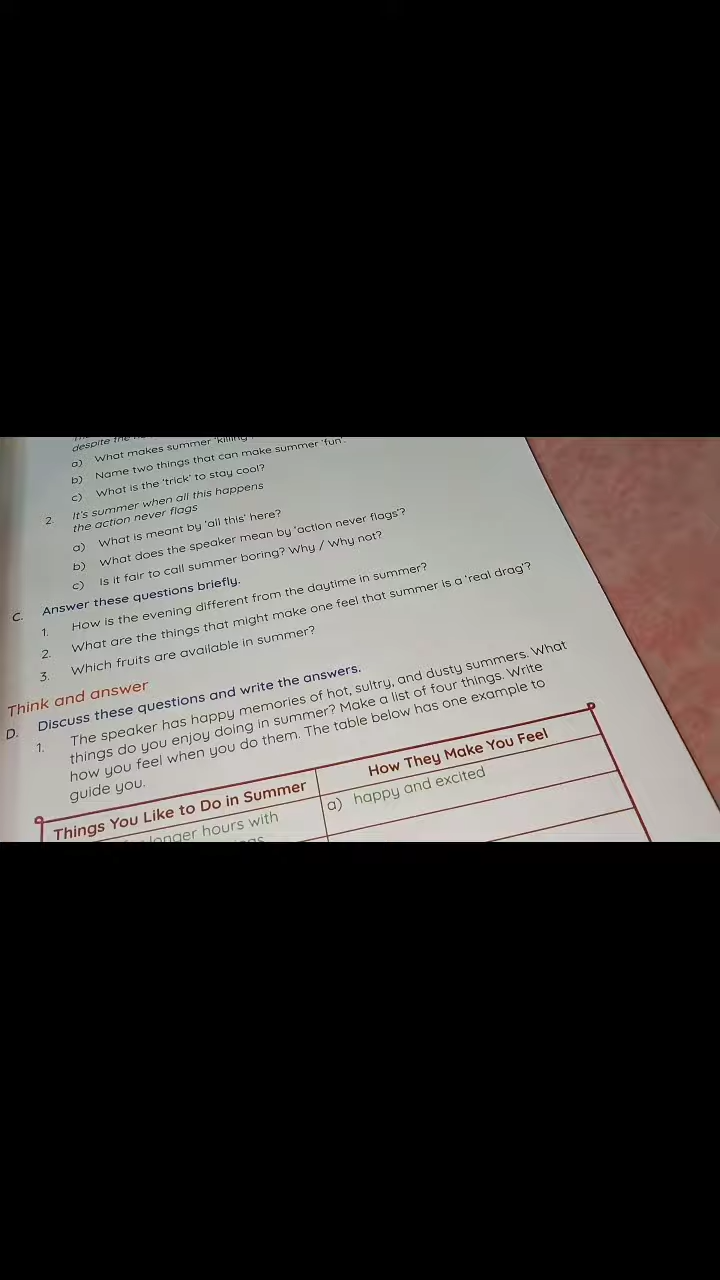 despite the
a) What makes summer 'killing'
b) Name two things that can make summer 'fun'.
c) What is the 'trick' to stay cool?
2. It's summer when all this happens
the action never flags
a) What is meant by 'all this' here?
b) What does the speaker mean by 'action never flags'?
c) Is it fair to call summer boring? Why / Why not?
C. Answer these questions briefly.
1. How is the evening different from the daytime in summer?
2. What are the things that might make one feel that summer is a 'real drag'?
3. Which fruits are available in summer?
Think and answer
D. Discuss these questions and write the answers.
1. The speaker has happy memories of hot, sultry, and dusty summers. What
things do you enjoy doing in summer? Make a list of four things. Write
how you feel when you do them. The table below has one example to
guide you.
Things You Like to Do in Summer How They Make You Feel
longer hours with a) happy and excited